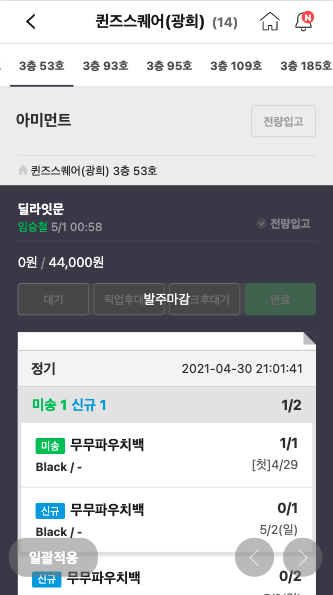 퀸즈스퀘어(광희) (14)
N
3층 53호 3층 93호 3층 95호 3층 109호 3층 185호
아미먼트 전량입고
퀸즈스퀘어(광희) 3층 53호
딜라잇문
임승철 5/1 00:58 전량입고
0원 / 44,000원
대기 픽업후대 발주마감 크후대기 완료
정기 2021-04-30 21:01:41
미송 1 신규 1 1/2
미송 무무파우치백 1/1
Black / - [첫]4/29
신규 무무파우치백 0/1
Black / - 5/2(일)
일괄적용
신규 무무파우치백 0/2